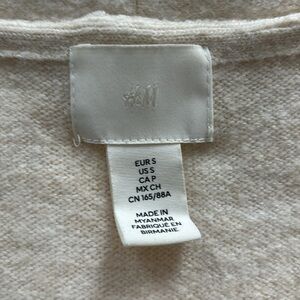 H&M
EUR S
US S
CA P
MX CH
CN 165/88A
MADE IN
MYANMAR
FABRIQUÉ EN
BIRMANIE